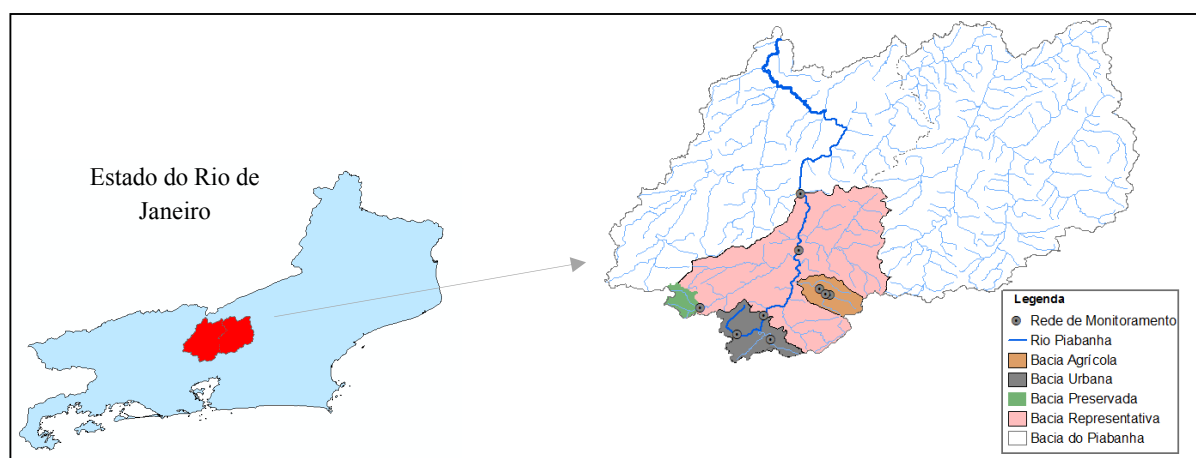 Estado do Rio de
Janeiro
Legenda
Rede de Monitoramento
Rio Piabanha
Bacia Agrícola
Bacia Urbana
Bacia Preservada
Bacia Representativa
Bacia do Piabanha